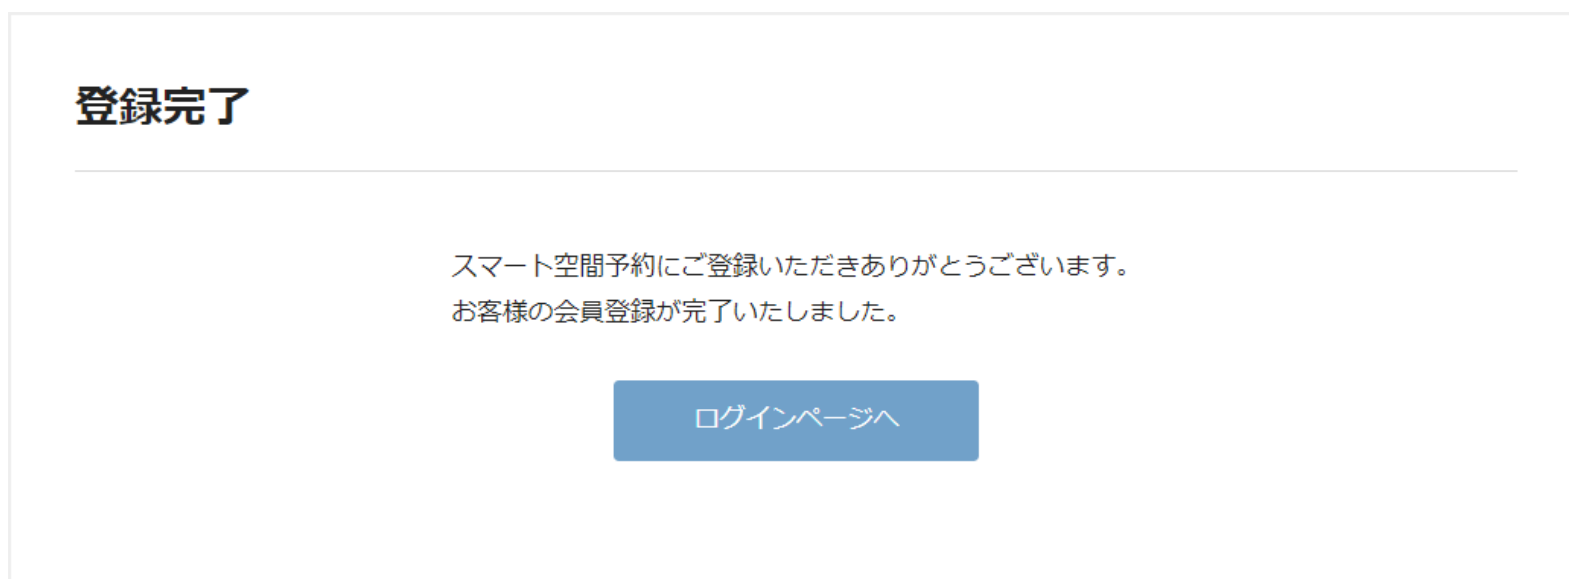 登録完了
スマート空間予約にご登録いただきありがとうございます。
お客様の会員登録が完了いたしました。
ログインページへ